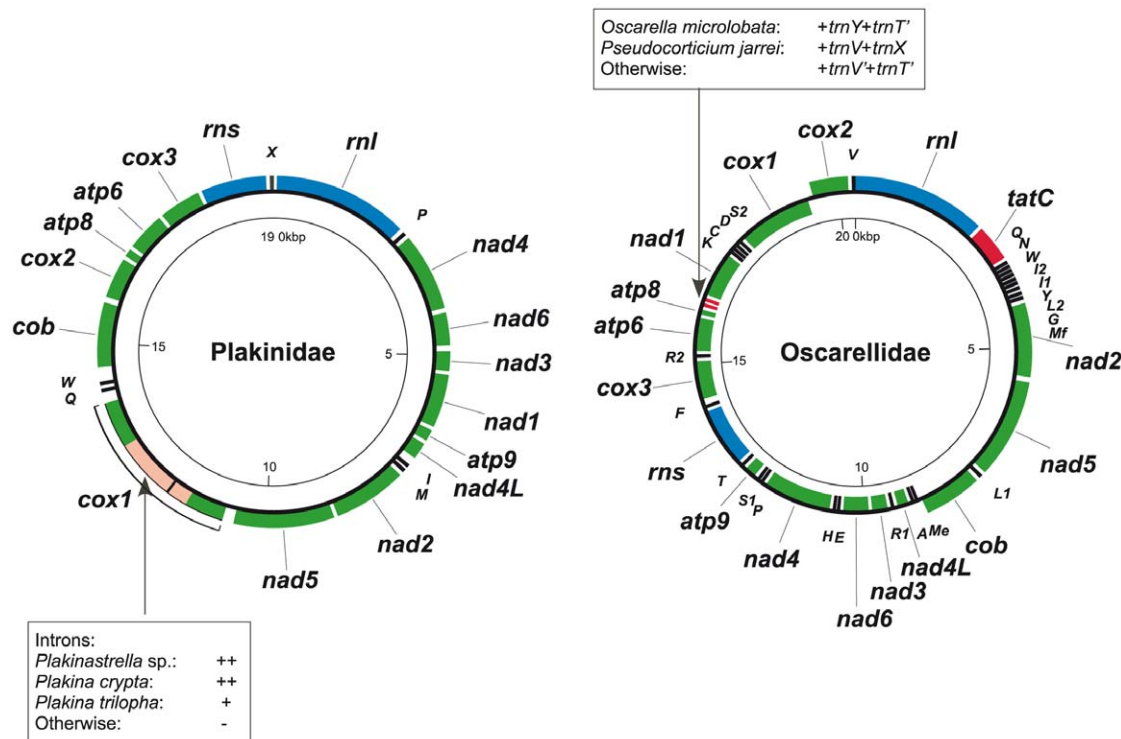 Oscarella microlobata: +trnY+trnT'
Pseudocorticium jarrei: +trnV+trnX
Otherwise: +trnV'+trnT'
rns
X
rnl
cox3
atp6
atp8
cox2
cob
W
Q
cox1
P
nad4
nad6
nad3
nad1
atp9
nad4L
I
M
nad2
nad5
19 0kbp
5
10
15
Plakinidae
Introns:
Plakinastrella sp.: ++
Plakina crypta: ++
Plakina trilopha: +
Otherwise: -
cox2
V
rnl
cox1
tatC
Q
N
W
I2
I1
Y
L2
G
Mf
nad2
nad5
L1
cob
Me
A
nad4L
R1
nad3
nad6
E
H
nad4
P
S1
atp9
T
rns
F
cox3
R2
atp6
atp8
nad1
K
C
D
S2
20 0kbp
5
10
15
Oscarellidae